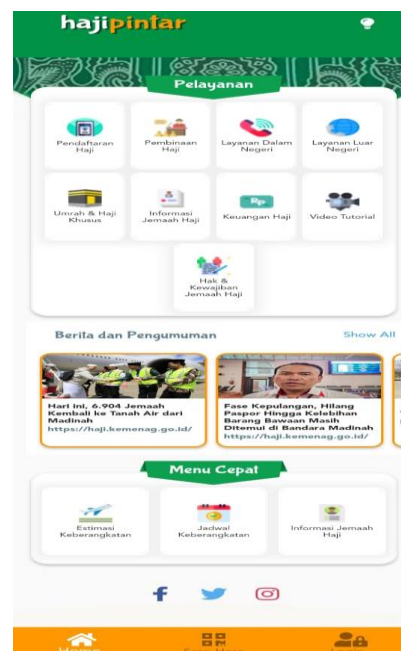 hajipintar
Pelayanan
Pendaftaran
Haji
Pembinaan
Haji
Layanan Dalam
Negeri
Layanan Luar
Negeri
Umrah & Haji
Khusus
Informasi
Jemaah Haji
Keuangan Haji
Video Tutorial
Hak &
Kewajiban
Jemaah Haji
Berita dan Pengumuman
Show All
Hari ini, 6.904 Jemaah
Kembali ke Tanah Air dari
Madinah
https://haji.kemenag.go.id/
Fase Kepulangan, Hilang
Paspor Hingga Kelebihan
Barang Bawaan Masih
Ditemui di Bandara Madinah
https://haji.kemenag.go.id/
Menu Cepat
Estimasi
Keberangkatan
Jadwal
Keberangkatan
Informasi Jemaah
Haji
Home